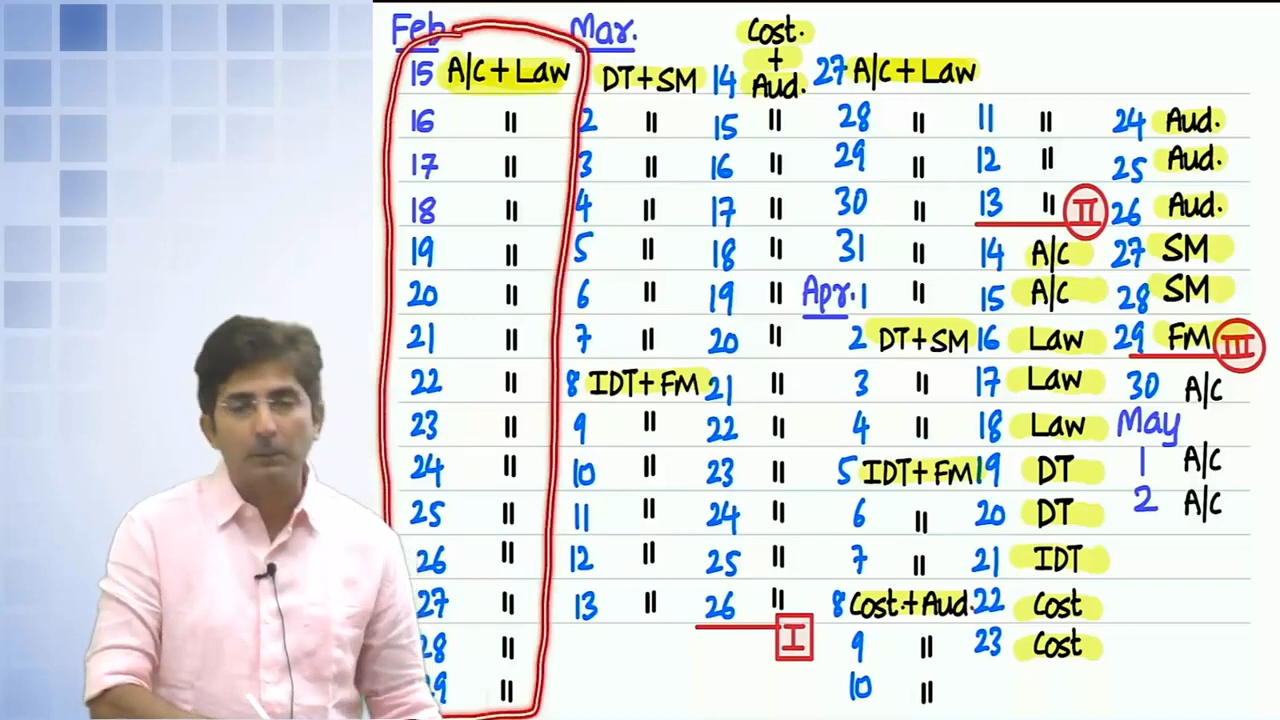 Feb
15 A/C + Law
16 "
17 "
18 "
19 "
20 "
21 "
22 "
23 "
24 "
25 "
26 "
27 "
28 "
29 "
Mar.
DT + SM
2 "
3 "
4 "
5 "
6 "
7 "
8 IDT + FM
9 "
10 "
11 "
12 "
13 "
14 Cost.
+
Aud.
15 "
16 "
17 "
18 "
19 "
20 "
21 "
22 "
23 "
24 "
25 "
26 "
I
27 A/C + Law
28 "
29 "
30 "
31 "
Apr. 1 "
2 DT + SM
3 "
4 "
5 IDT + FM
6 "
7 "
8 Cost. + Aud.
9 "
10 "
11 "
12 "
13 " II
14 A/C
15 A/C
16 Law
17 Law
18 Law
19 DT
20 DT
21 IDT
22 Cost
23 Cost
24 Aud.
25 Aud.
26 Aud.
27 SM
28 SM
29 FM III
30 A/C
May
1 A/C
2 A/C